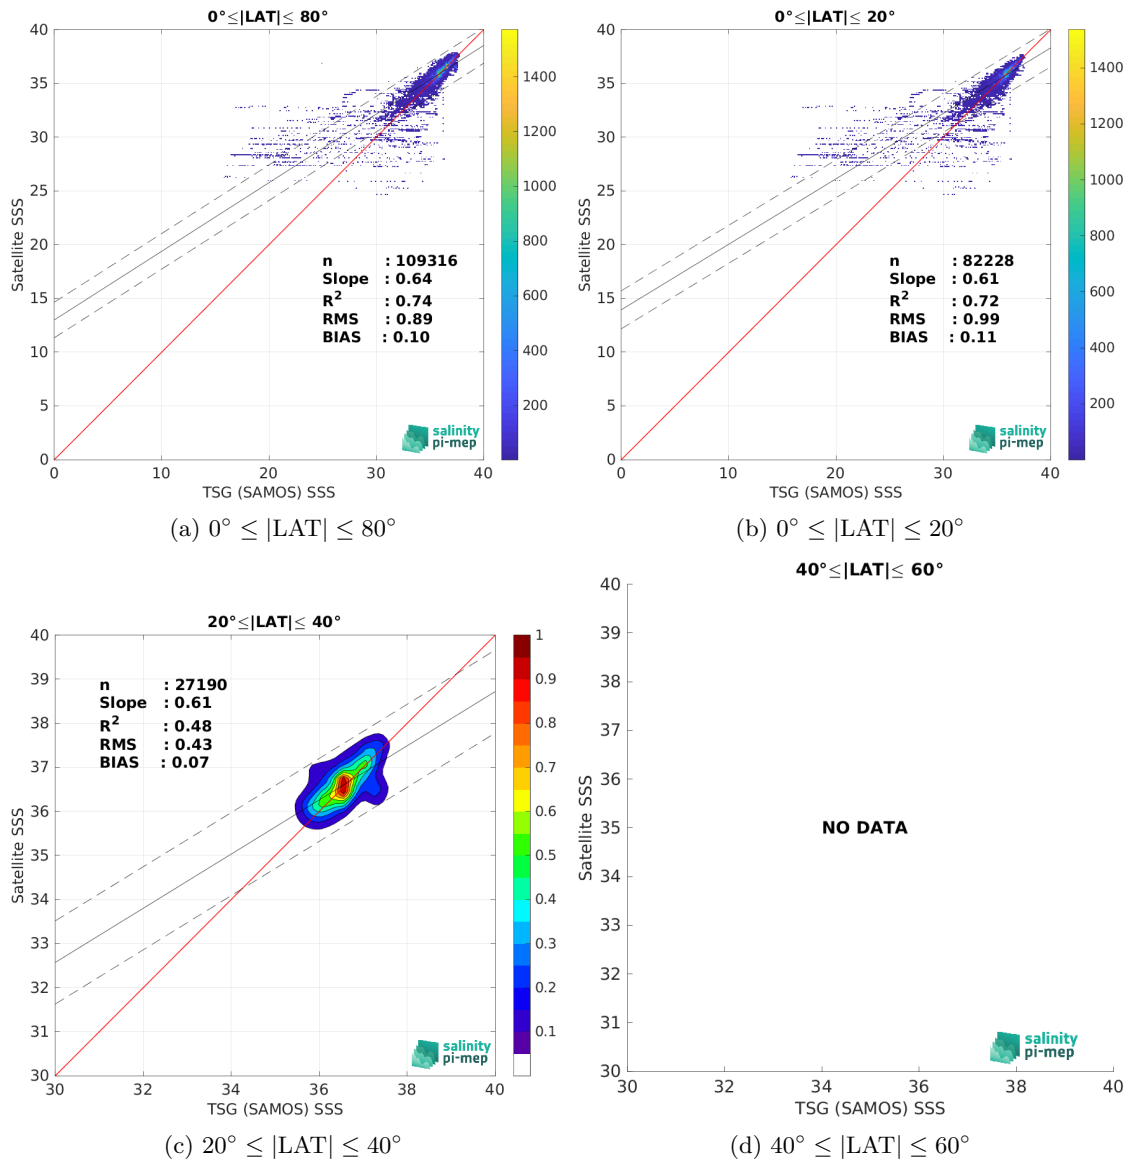 0°≤|LAT|≤ 80°
40
35
30
25
20
15
10
5
0
Satellite SSS
n : 109316
Slope : 0.64
R² : 0.74
RMS : 0.89
BIAS : 0.10
salinity
pi-mep
0 10 20 30 40
TSG (SAMOS) SSS
1400
1200
1000
800
600
400
200
(a) 0° ≤ |LAT| ≤ 80°
0°≤|LAT|≤ 20°
40
35
30
25
20
15
10
5
0
Satellite SSS
n : 82228
Slope : 0.61
R² : 0.72
RMS : 0.99
BIAS : 0.11
salinity
pi-mep
0 10 20 30 40
TSG (SAMOS) SSS
1400
1200
1000
800
600
400
200
(b) 0° ≤ |LAT| ≤ 20°
20°≤|LAT|≤ 40°
40
39
38
37
36
35
34
33
32
31
30
Satellite SSS
n : 27190
Slope : 0.61
R² : 0.48
RMS : 0.43
BIAS : 0.07
salinity
pi-mep
30 32 34 36 38 40
TSG (SAMOS) SSS
1
0.9
0.8
0.7
0.6
0.5
0.4
0.3
0.2
0.1
(c) 20° ≤ |LAT| ≤ 40°
40°≤|LAT|≤ 60°
40
39
38
37
36
35
34
33
32
31
30
Satellite SSS
NO DATA
salinity
pi-mep
30 32 34 36 38 40
TSG (SAMOS) SSS
(d) 40° ≤ |LAT| ≤ 60°